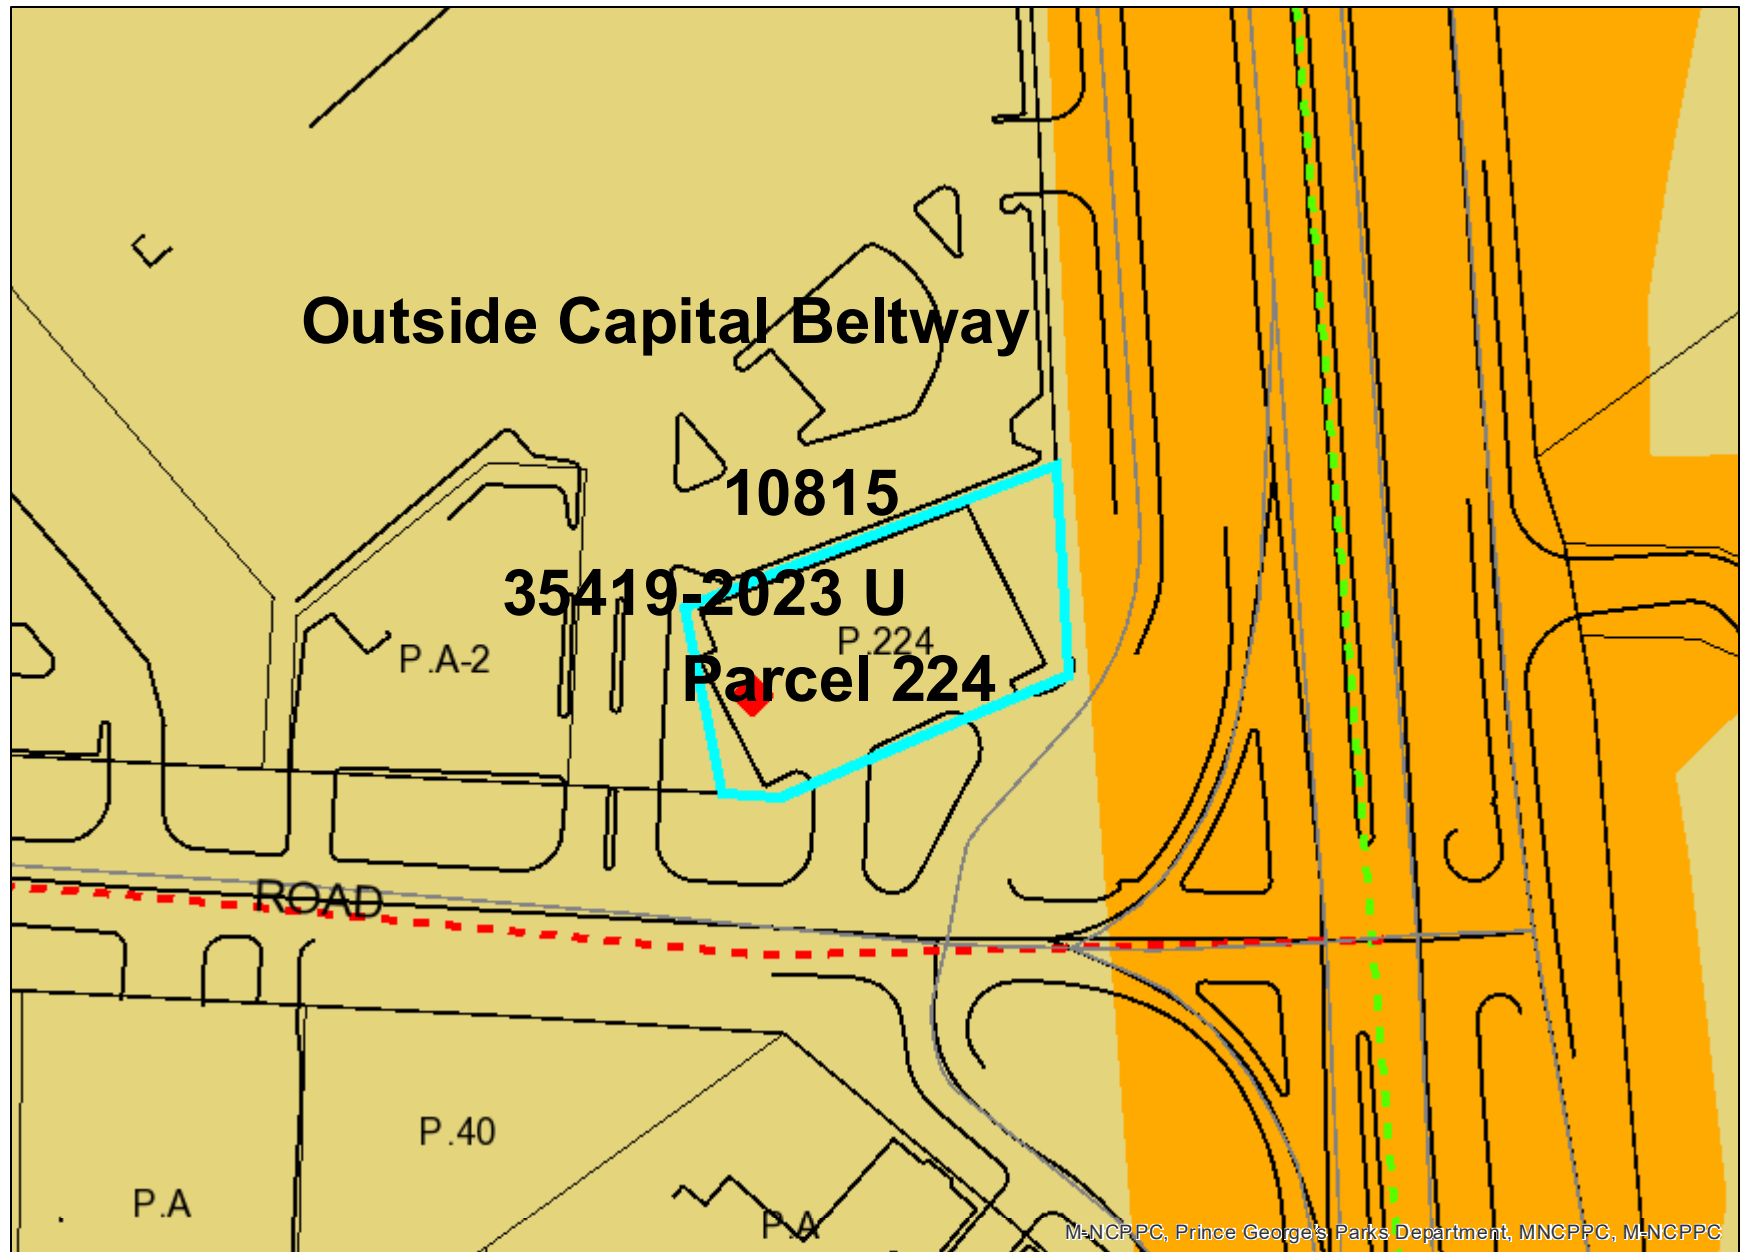 Outside Capital Beltway
10815
35419-2023 U
P.224
P.A-2
Parcel 224
ROAD
P.40
P.A
P.A
M-NCPPC, Prince George's Parks Department, MNCPPC, M-NCPPC